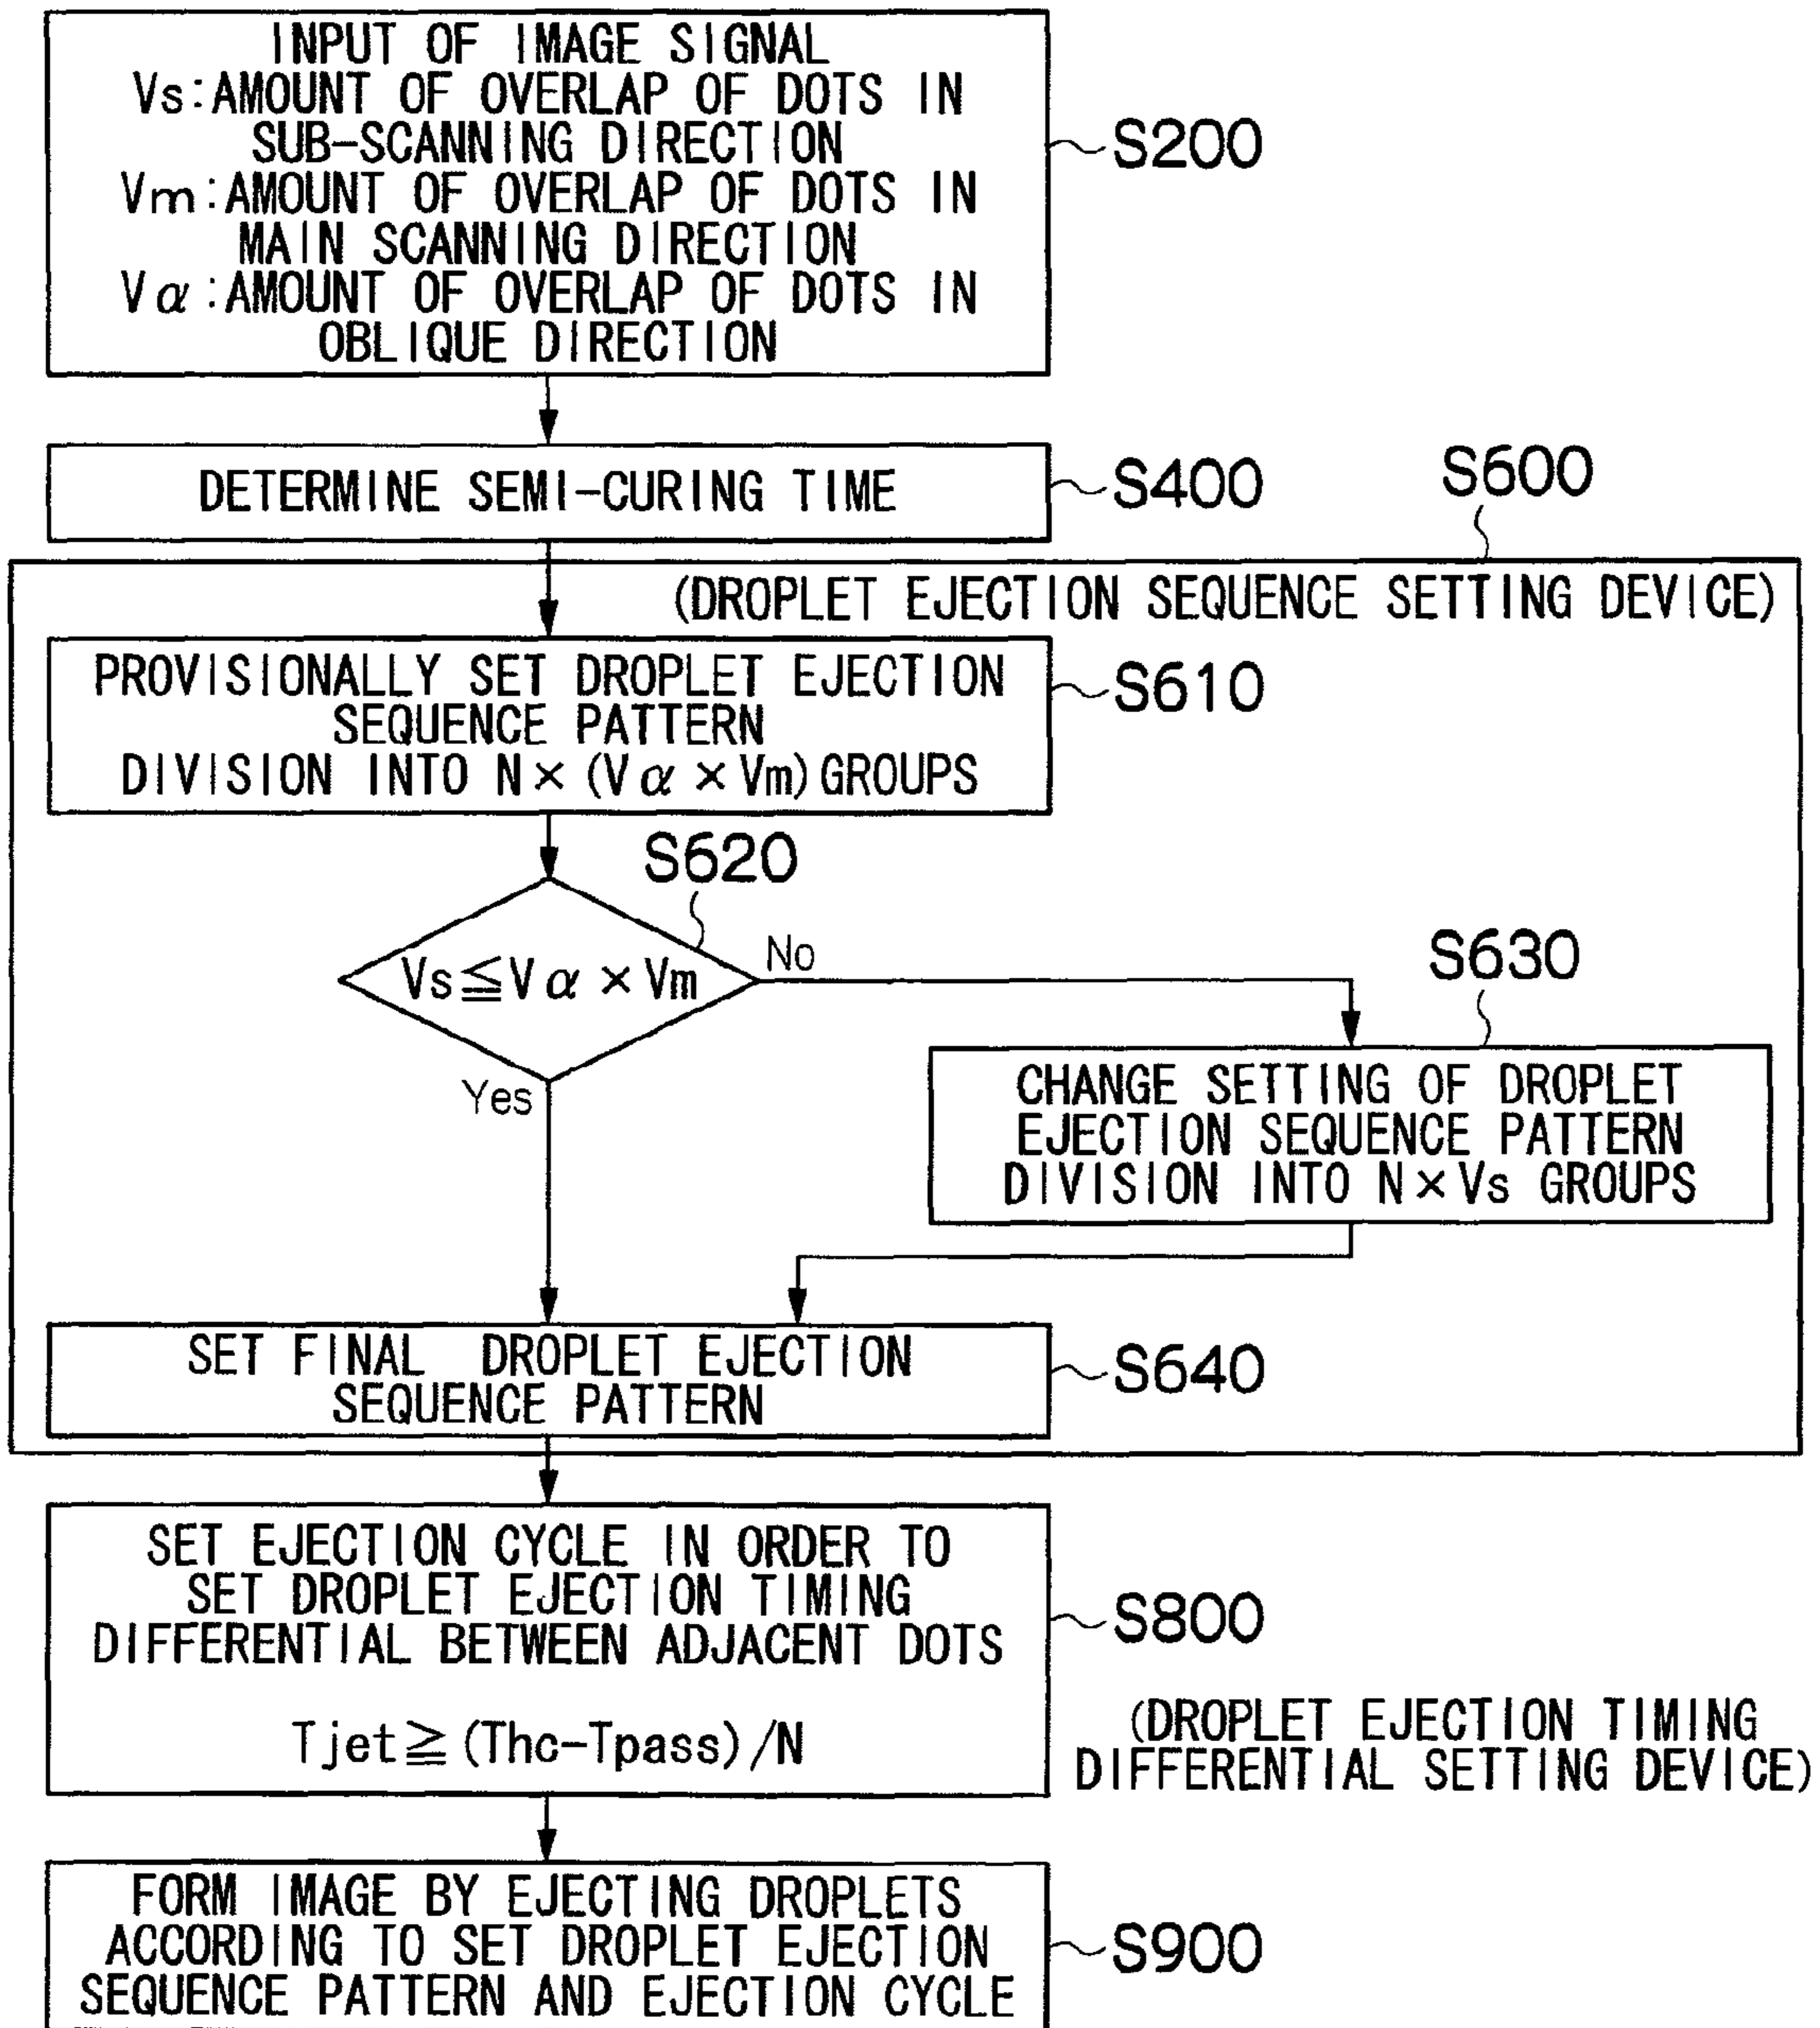 INPUT OF IMAGE SIGNAL
Vs:AMOUNT OF OVERLAP OF DOTS IN
SUB-SCANNING DIRECTION
Vm:AMOUNT OF OVERLAP OF DOTS IN
MAIN SCANNING DIRECTION
Vα:AMOUNT OF OVERLAP OF DOTS IN
OBLIQUE DIRECTION
S200
DETERMINE SEMI-CURING TIME
S400
S600
(DROPLET EJECTION SEQUENCE SETTING DEVICE)
PROVISIONALLY SET DROPLET EJECTION
SEQUENCE PATTERN
DIVISION INTO N×(Vα×Vm)GROUPS
S610
S620
Vs≦Vα×Vm
No
Yes
S630
CHANGE SETTING OF DROPLET
EJECTION SEQUENCE PATTERN
DIVISION INTO N×Vs GROUPS
SET FINAL DROPLET EJECTION
SEQUENCE PATTERN
S640
SET EJECTION CYCLE IN ORDER TO
SET DROPLET EJECTION TIMING
DIFFERENTIAL BETWEEN ADJACENT DOTS
Tjet≧(Thc-Tpass)/N
S800
(DROPLET EJECTION TIMING
DIFFERENTIAL SETTING DEVICE)
FORM IMAGE BY EJECTING DROPLETS
ACCORDING TO SET DROPLET EJECTION
SEQUENCE PATTERN AND EJECTION CYCLE
S900